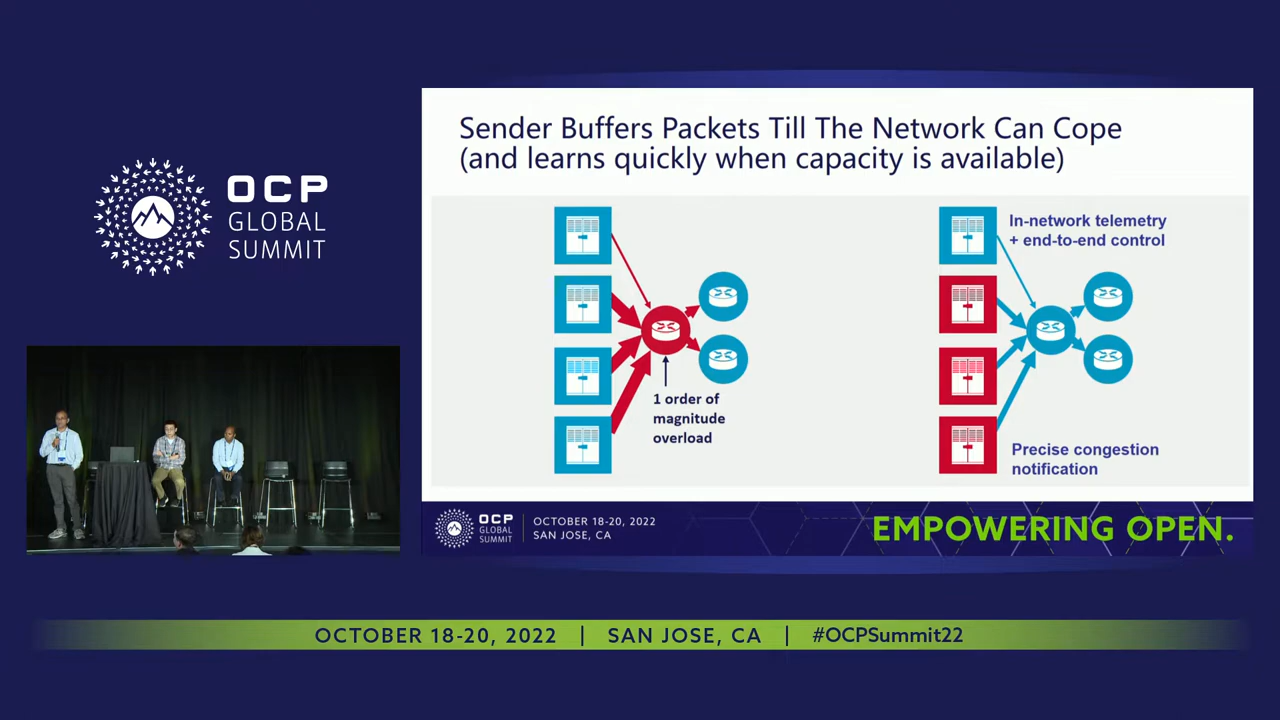 OCP
GLOBAL
SUMMIT
Sender Buffers Packets Till The Network Can Cope
(and learns quickly when capacity is available)
1 order of
magnitude
overload
In-network telemetry
+ end-to-end control
Precise congestion
notification
OCP
GLOBAL
SUMMIT
OCTOBER 18-20, 2022
SAN JOSE, CA
EMPOWERING OPEN.
OCTOBER 18-20, 2022 | SAN JOSE, CA | #OCPSummit22